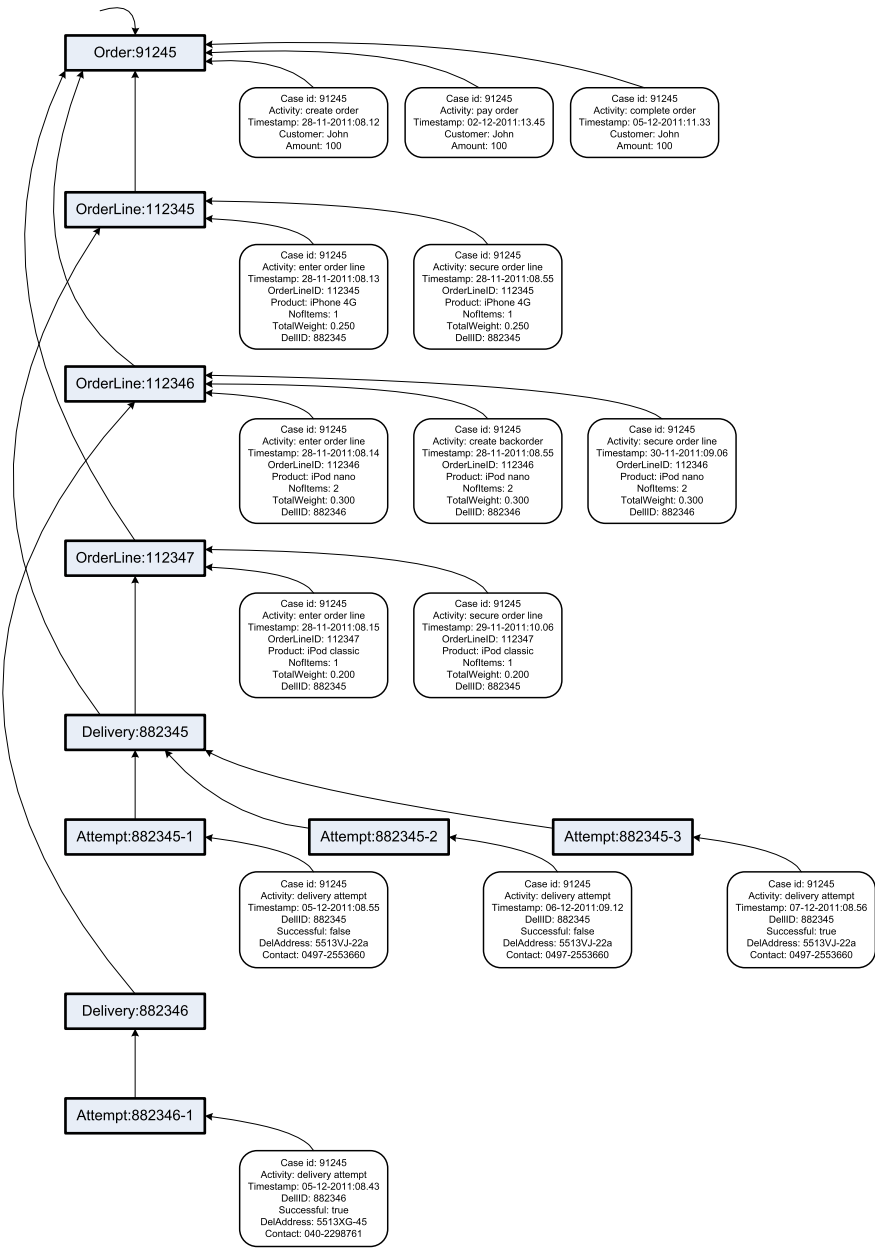 Order:91245
Case id: 91245
Activity: create order
Timestamp: 28-11-2011:08.12
Customer: John
Amount: 100
Case id: 91245
Activity: pay order
Timestamp: 02-12-2011:13.45
Customer: John
Amount: 100
Case id: 91245
Activity: complete order
Timestamp: 05-12-2011:11.33
Customer: John
Amount: 100
OrderLine:112345
Case id: 91245
Activity: enter order line
Timestamp: 28-11-2011:08.13
OrderLineID: 112345
Product: iPhone 4G
NofItems: 1
TotalWeight: 0.250
DellID: 882345
Case id: 91245
Activity: secure order line
Timestamp: 28-11-2011:08.55
OrderLineID: 112345
Product: iPhone 4G
NofItems: 1
TotalWeight: 0.250
DellID: 882345
OrderLine:112346
Case id: 91245
Activity: enter order line
Timestamp: 28-11-2011:08.14
OrderLineID: 112346
Product: iPod nano
NofItems: 2
TotalWeight: 0.300
DellID: 882346
Case id: 91245
Activity: create backorder
Timestamp: 28-11-2011:08.55
OrderLineID: 112346
Product: iPod nano
NofItems: 2
TotalWeight: 0.300
DellID: 882346
Case id: 91245
Activity: secure order line
Timestamp: 30-11-2011:09.06
OrderLineID: 112346
Product: iPod nano
NofItems: 2
TotalWeight: 0.300
DellID: 882346
OrderLine:112347
Case id: 91245
Activity: enter order line
Timestamp: 28-11-2011:08.15
OrderLineID: 112347
Product: iPod classic
NofItems: 1
TotalWeight: 0.200
DellID: 882345
Case id: 91245
Activity: secure order line
Timestamp: 29-11-2011:10.06
OrderLineID: 112347
Product: iPod classic
NofItems: 1
TotalWeight: 0.200
DellID: 882345
Delivery:882345
Attempt:882345-1
Attempt:882345-2
Attempt:882345-3
Case id: 91245
Activity: delivery attempt
Timestamp: 05-12-2011:08.55
DellID: 882345
Successful: false
DelAddress: 5513VJ-22a
Contact: 0497-2553660
Case id: 91245
Activity: delivery attempt
Timestamp: 06-12-2011:09.12
DellID: 882345
Successful: false
DelAddress: 5513VJ-22a
Contact: 0497-2553660
Case id: 91245
Activity: delivery attempt
Timestamp: 07-12-2011:08.56
DellID: 882345
Successful: true
DelAddress: 5513VJ-22a
Contact: 0497-2553660
Delivery:882346
Attempt:882346-1
Case id: 91245
Activity: delivery attempt
Timestamp: 05-12-2011:08.43
DellID: 882346
Successful: true
DelAddress: 5513XG-45
Contact: 040-2298761